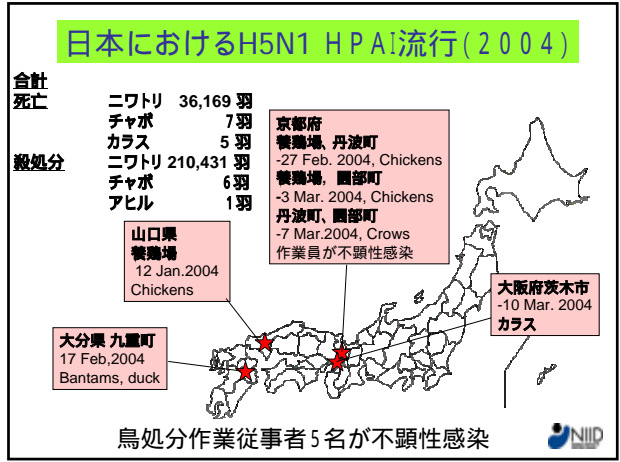 日本におけるH5N1 HPAI流行(2004)
合計
死亡 ニワトリ 36,169 羽
チャボ 7羽
カラス 5 羽
殺処分 ニワトリ 210,431 羽
チャボ 6羽
アヒル 1羽
京都府
養鶏場、丹波町
-27 Feb. 2004, Chickens
養鶏場, 園部町
-3 Mar. 2004, Chickens
丹波町、園部町
-7 Mar.2004, Crows
作業員が不顕性感染
山口県
養鶏場
12 Jan.2004
Chickens
大阪府茨木市
-10 Mar. 2004
カラス
大分県 九重町
17 Feb,2004
Bantams, duck
鳥処分作業従事者5名が不顕性感染
NIID